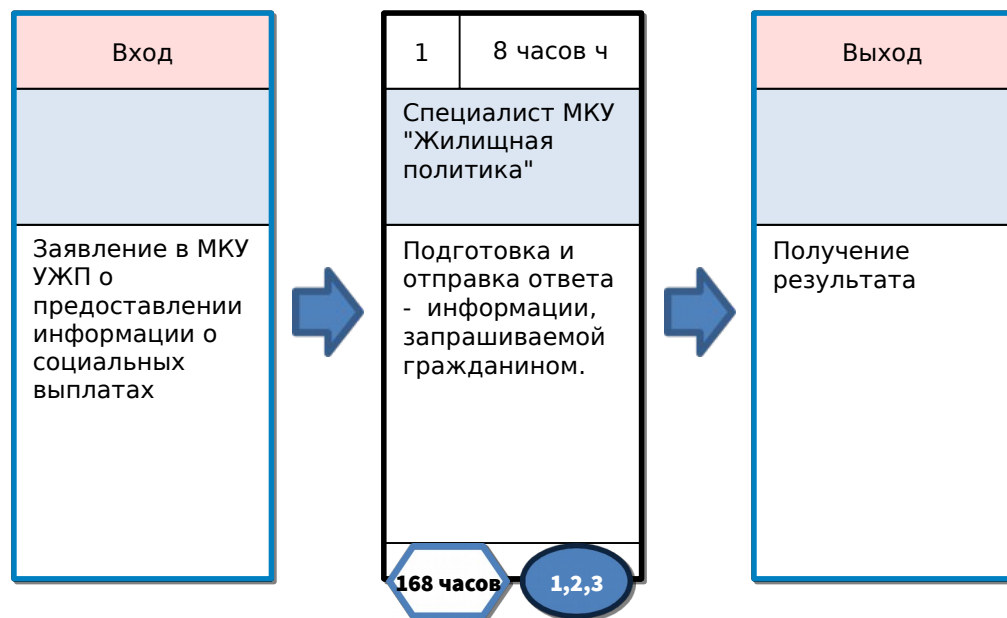 Вход
Заявление в МКУ
УЖП о
предоставлении
информации о
социальных
выплатах
1
8 часов ч
Специалист МКУ
"Жилищная
политика"
Подготовка и
отправка ответа
- информации,
запрашиваемой
гражданином.
168 часов
1,2,3
Выход
Получение
результата